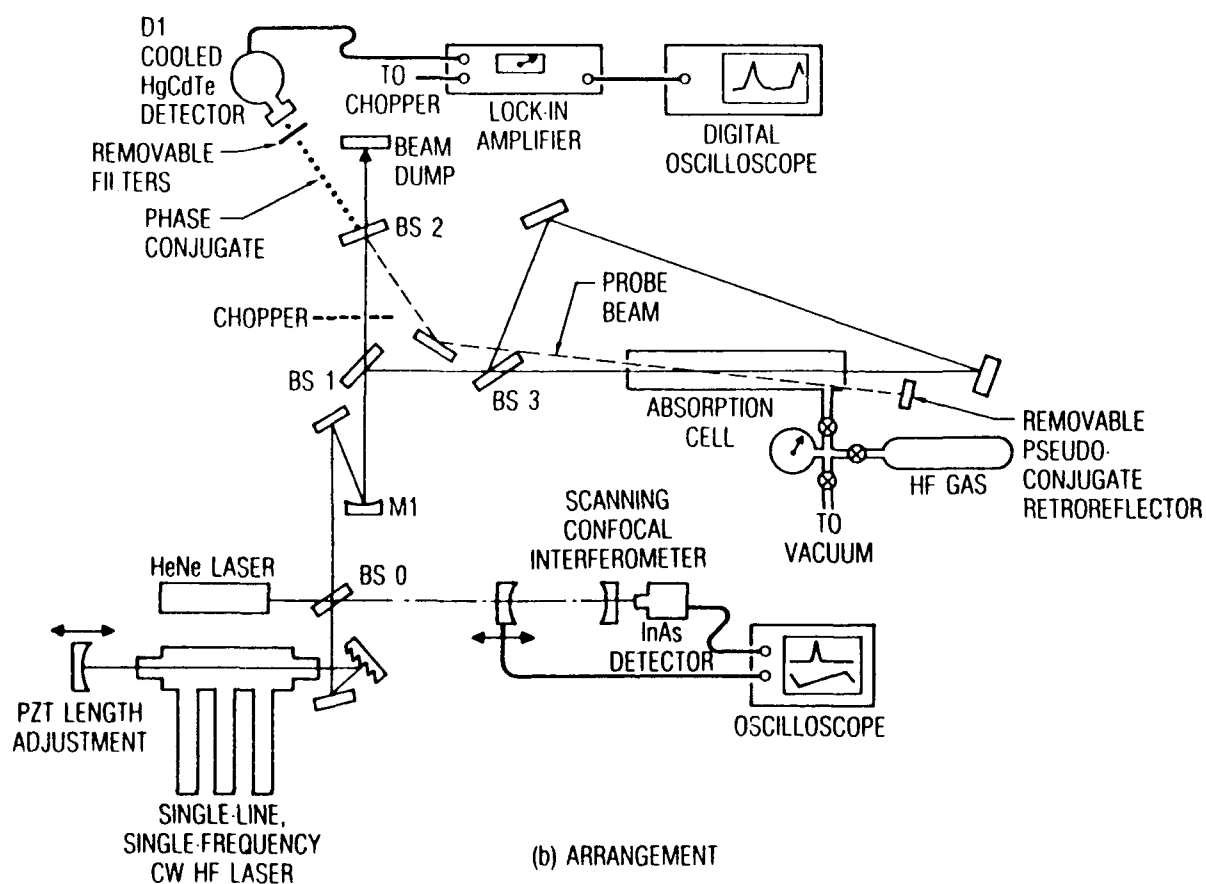 D1
COOLED
HgCdTe
DETECTOR
TO
CHOPPER
LOCK-IN
AMPLIFIER
DIGITAL
OSCILLOSCOPE
REMOVABLE
FILTERS
BEAM
DUMP
PHASE
CONJUGATE
BS 2
PROBE
BEAM
CHOPPER
BS 1
BS 3
ABSORPTION
CELL
REMOVABLE
PSEUDO-
CONJUGATE
RETROREFLECTOR
HF GAS
TO
VACUUM
M1
SCANNING
CONFOCAL
INTERFEROMETER
HeNe LASER
BS 0
InAs
DETECTOR
OSCILLOSCOPE
PZT LENGTH
ADJUSTMENT
SINGLE-LINE,
SINGLE-FREQUENCY
CW HF LASER
(b) ARRANGEMENT